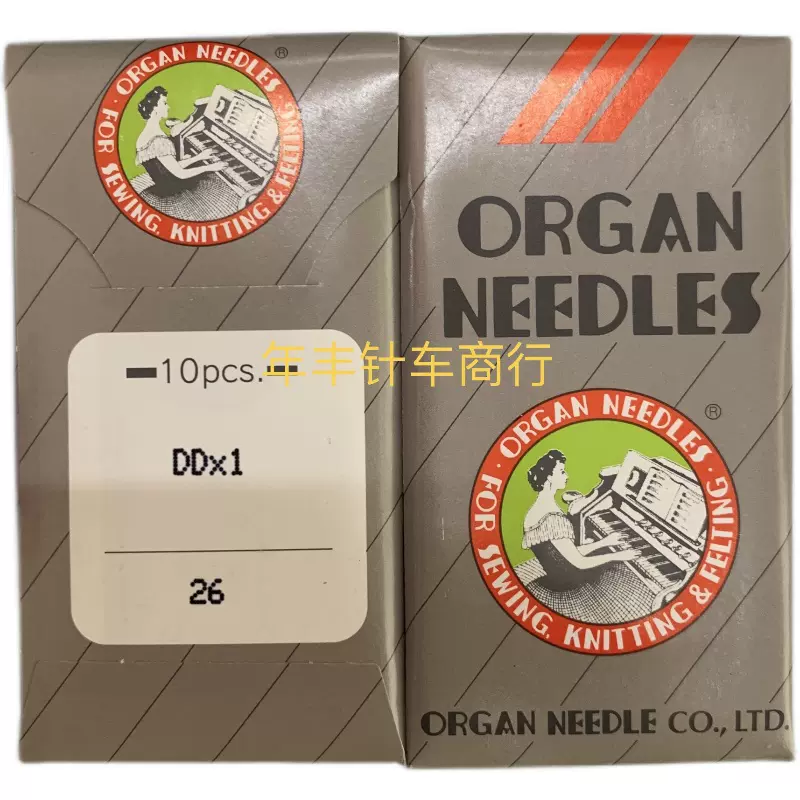 ORGAN NEEDLES ®
FOR SEWING, KNITTING & FELTING
10pcs.
DDx1
26
ORGAN
NEEDLES
ORGAN NEEDLES ®
FOR SEWING, KNITTING & FELTING
ORGAN NEEDLE CO., LTD.
年丰针车商行